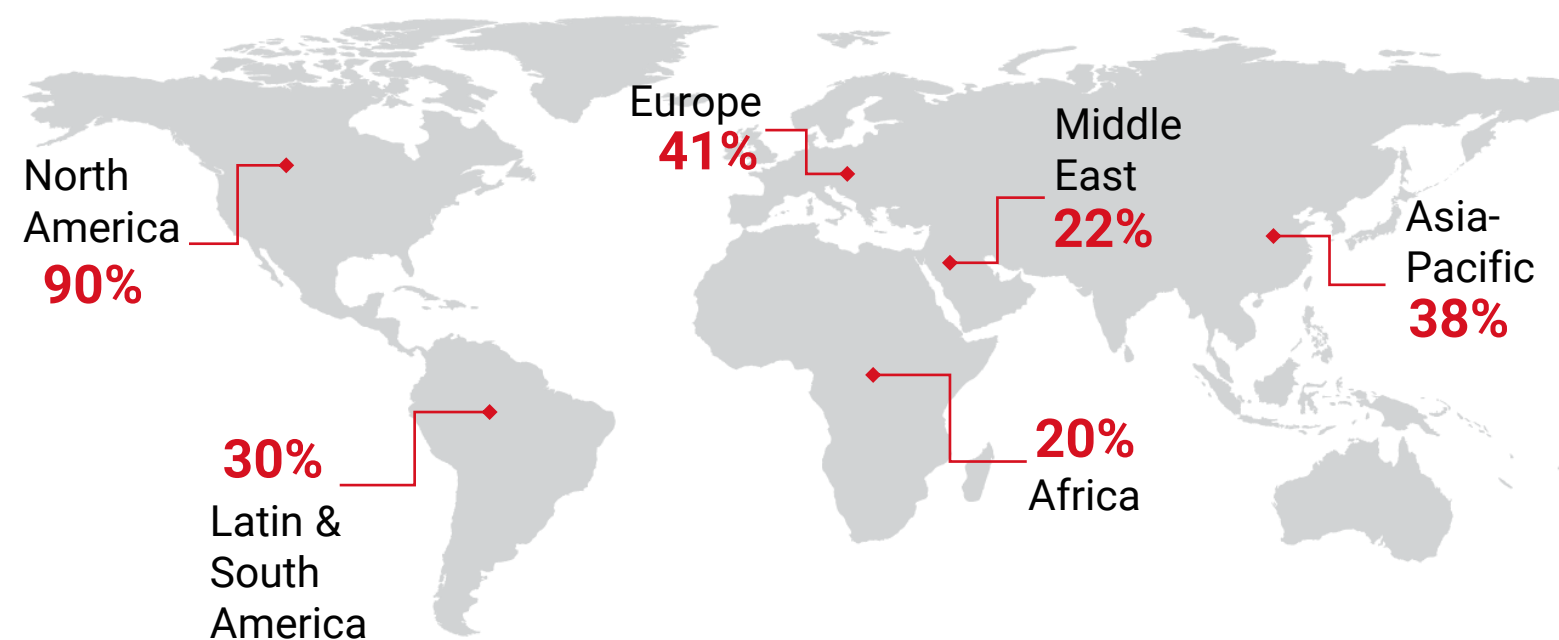 North
America
90%
Europe
41%
Middle
East
22%
Asia-
Pacific
38%
30%
Latin &
South
America
20%
Africa